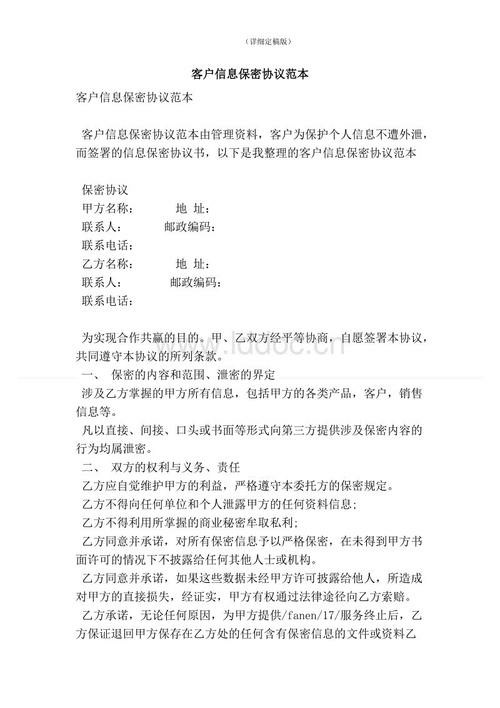 （详细定稿版）
客户信息保密协议范本
客户信息保密协议范本
客户信息保密协议范本由管理资料，客户为保护个人信息不遭外泄，
而签署的信息保密协议书，以下是我整理的客户信息保密协议范本
保密协议
甲方名称： 地 址：
联系人： 邮政编码：
联系电话：
乙方名称： 地 址：
联系人： 邮政编码：
联系电话：
为实现合作共赢的目的。甲、乙双方经平等协商，自愿签署本协议，
共同遵守本协议的所列条款。
一、 保密的内容和范围、泄密的界定
涉及乙方掌握的甲方所有信息，包括甲方的各类产品，客户，销售
信息等。
凡以直接、间接、口头或书面等形式向第三方提供涉及保密内容的
行为均属泄密。
二、 双方的权利与义务、责任
乙方应自觉维护甲方的利益，严格遵守本委托方的保密规定。
乙方不得向任何单位和个人泄露甲方的任何资料信息；
乙方不得利用所掌握的商业秘密牟取私利；
乙方同意并承诺，对所有保密信息予以严格保密，在未得到甲方书
面许可的情况下不披露给任何其他人士或机构。
乙方同意并承诺，如果这些数据未经甲方许可披露给他人，所造成
对甲方的直接损失，经证实，甲方有权通过法律途径向乙方索赔。
乙方承诺，无论任何原因，为甲方提供/fanen/17/服务终止后，乙
方保证退回甲方保存在乙方处的任何含有保密信息的文件或资料乙